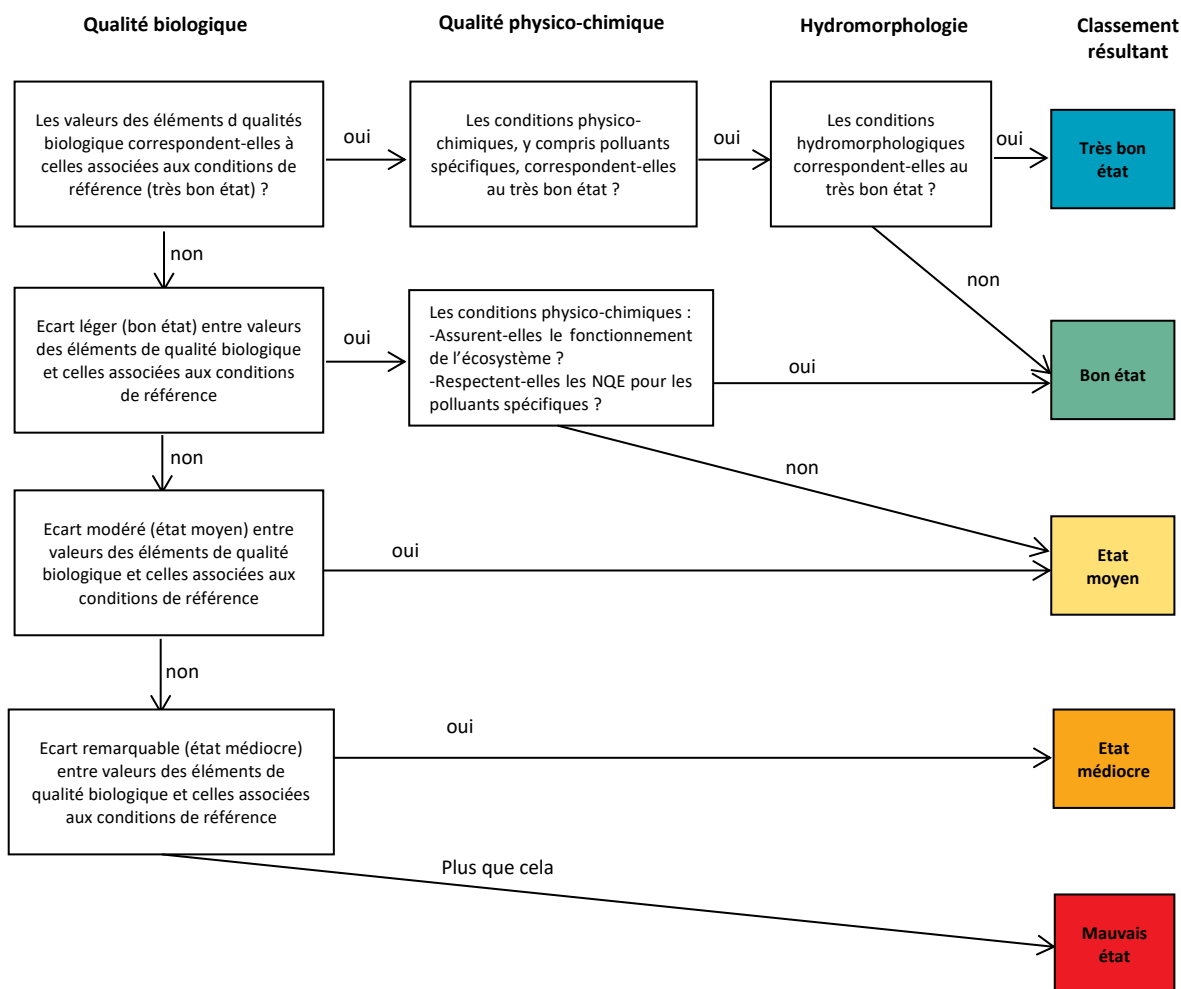 Qualité biologique
Qualité physico-chimique
Hydromorphologie
Classement
résultant
Les valeurs des éléments d qualités
biologique correspondent-elles à
celles associées aux conditions de
référence (très bon état) ?
oui
Les conditions physico-
chimiques, y compris polluants
spécifiques, correspondent-elles
au très bon état ?
oui
Les conditions
hydromorphologiques
correspondent-elles au
très bon état ?
oui
Très bon
état
non
non
Ecart léger (bon état) entre valeurs
des éléments de qualité biologique
et celles associées aux conditions
de référence
oui
Les conditions physico-chimiques :
-Assurent-elles le fonctionnement
de l'écosystème ?
-Respectent-elles les NQE pour les
polluants spécifiques ?
oui
Bon état
non
non
Ecart modéré (état moyen) entre
valeurs des éléments de qualité
biologique et celles associées aux
conditions de référence
oui
Etat
moyen
non
Ecart remarquable (état médiocre)
entre valeurs des éléments de
qualité biologique et celles associées
aux conditions de référence
oui
Etat
médiocre
Plus que cela
Mauvais
état